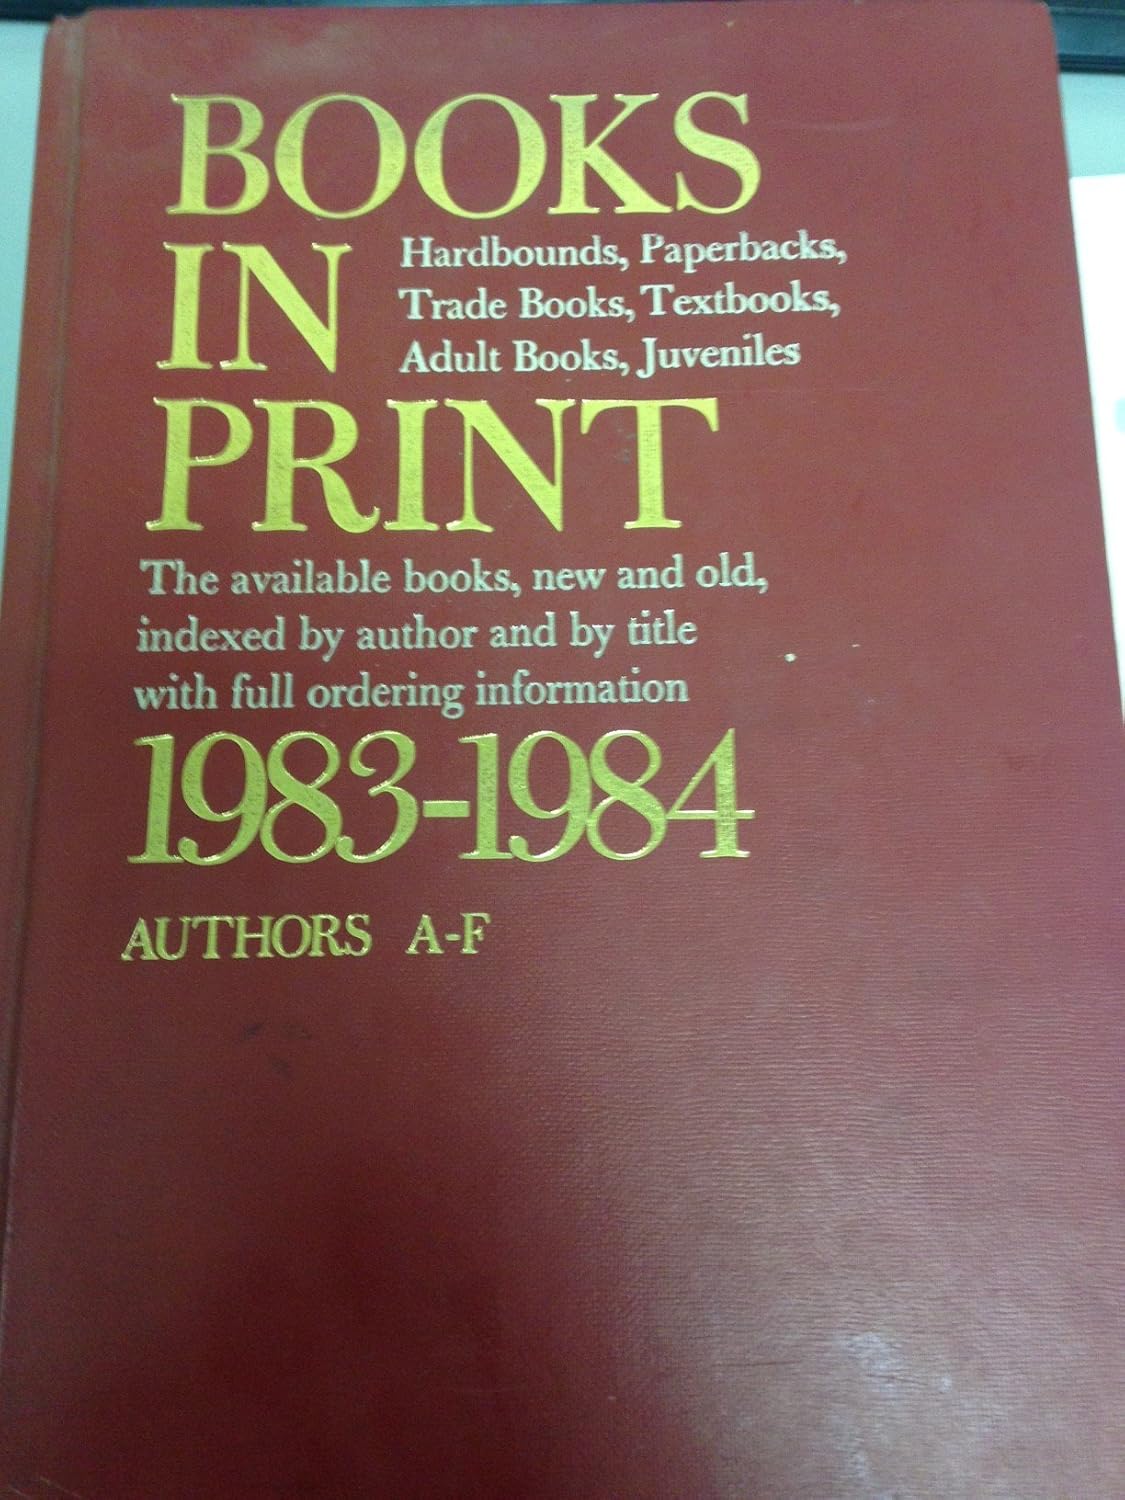 BOOKS
IN
Hardbounds, Paperbacks,
Trade Books, Textbooks,
Adult Books, Juveniles
PRINT
The available books, new and old,
indexed by author and by title
with full ordering information
1983-1984
AUTHORS A-F